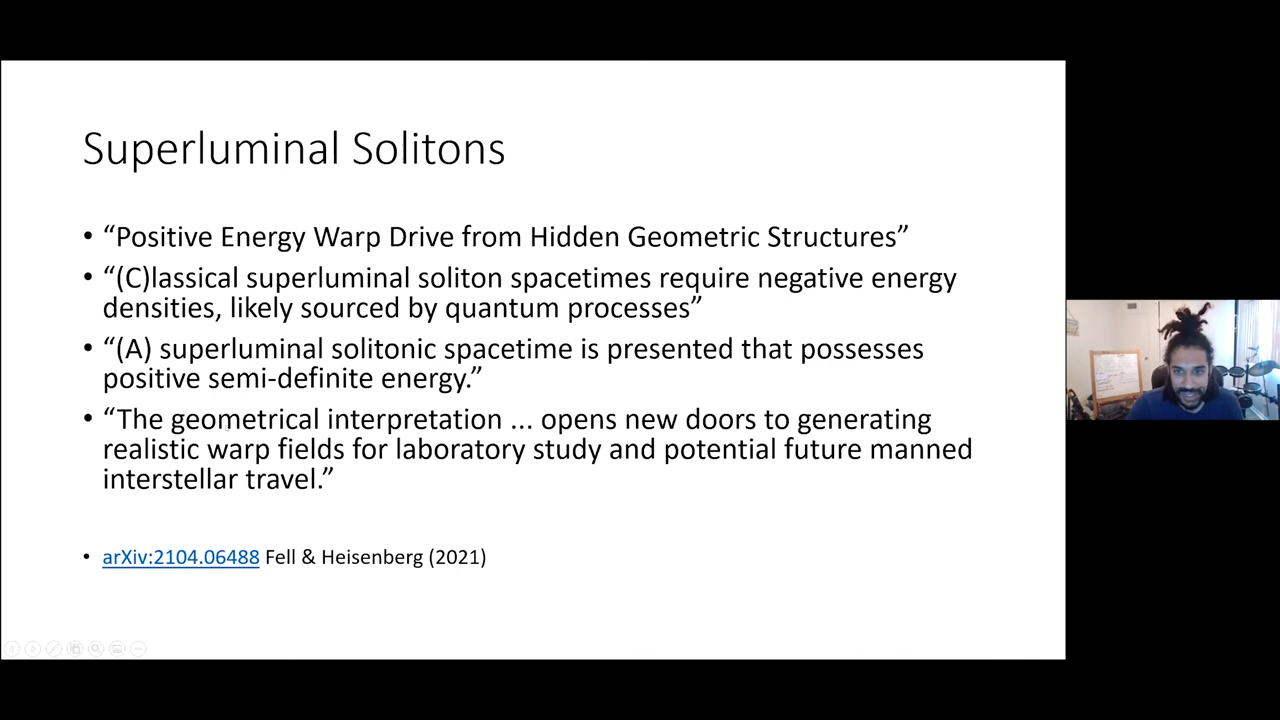 Superluminal Solitons
• “Positive Energy Warp Drive from Hidden Geometric Structures”
• “(C)lassical superluminal soliton spacetimes require negative energy
densities, likely sourced by quantum processes”
• “(A) superluminal solitonic spacetime is presented that possesses
positive semi-definite energy.”
• “The geometrical interpretation ... opens new doors to generating
realistic warp fields for laboratory study and potential future manned
interstellar travel.”
• arXiv:2104.06488 Fell & Heisenberg (2021)